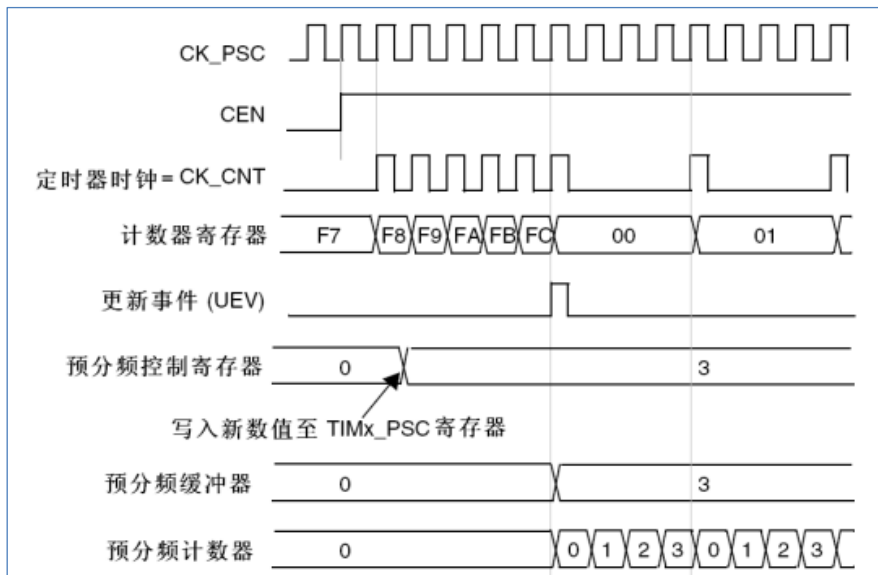 CK_PSC
CEN
定时器时钟 = CK_CNT
计数器寄存器 F7 F8 F9 FA FB FC 00 01
更新事件 (UEV)
预分频控制寄存器 0 3
写入新数值至 TIMx_PSC 寄存器
预分频缓冲器 0 3
预分频计数器 0 0 1 2 3 0 1 2 3